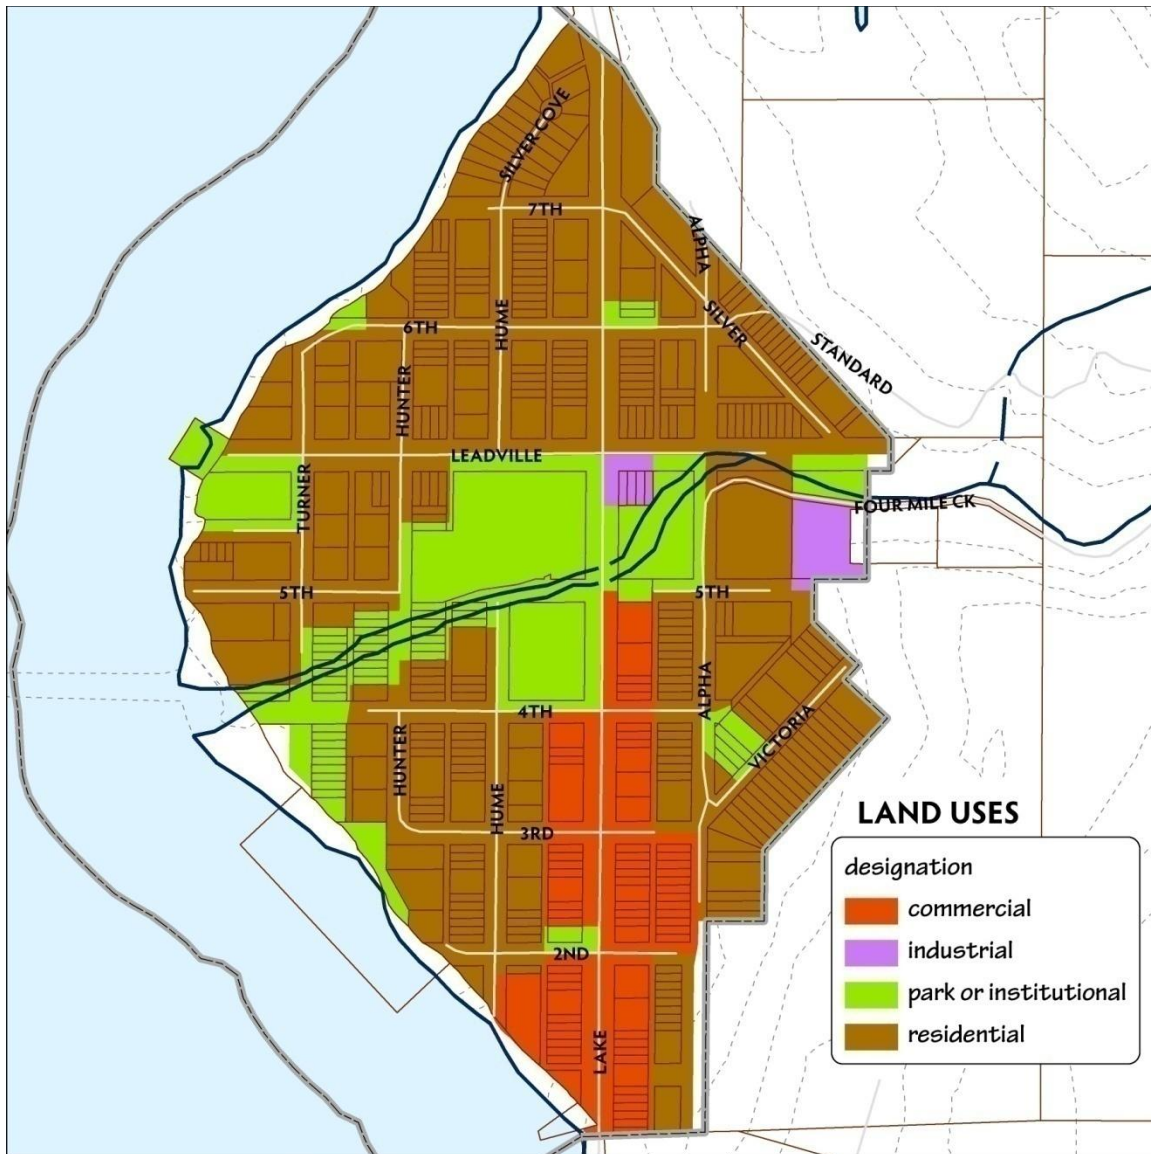 SILVER COVE
7TH
ALPHA
HUME
SILVER
6TH
STANDARD
HUNTER
LEADVILLE
TURNER
FOUR MILE CK
5TH
5TH
ALPHA
4TH
VICTORIA
HUNTER
HUME
3RD
2ND
LAKE
LAND USES
designation
commercial
industrial
park or institutional
residential